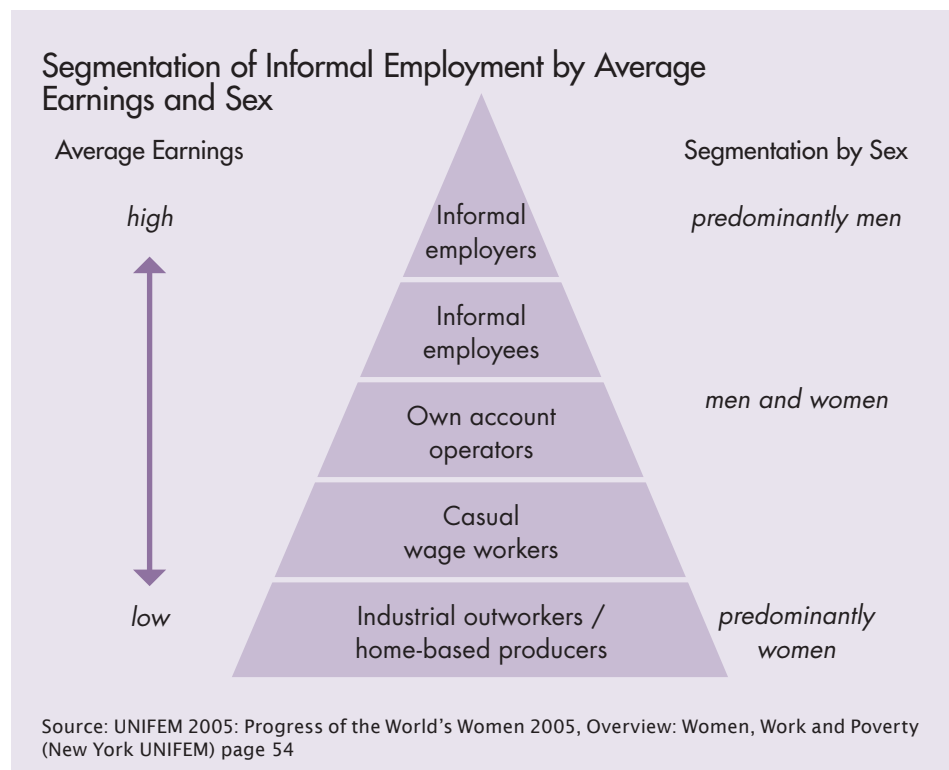 Segmentation of Informal Employment by Average
Earnings and Sex
Average Earnings
Segmentation by Sex
high
Informal
employers
predominantly men
Informal
employees
men and women
Own account
operators
Casual
wage workers
low
Industrial outworkers /
home-based producers
predominantly
women
Source: UNIFEM 2005: Progress of the World’s Women 2005, Overview: Women, Work and Poverty
(New York UNIFEM) page 54